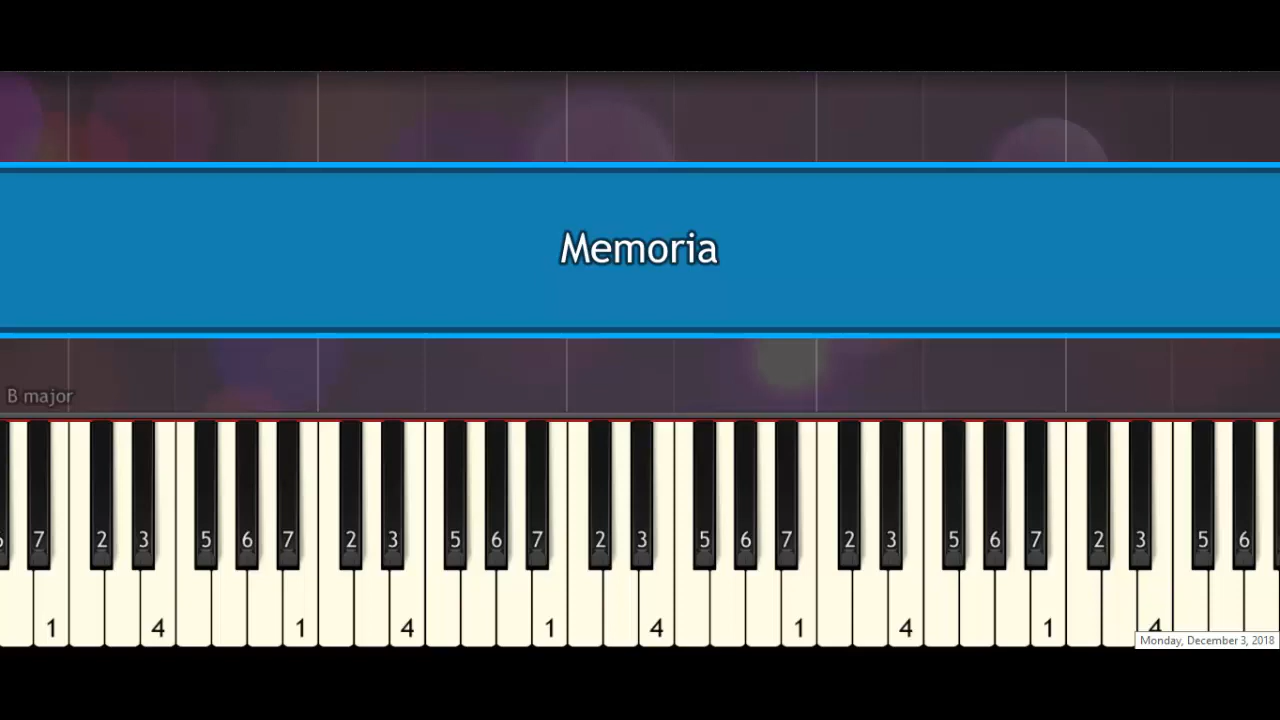 Memoria
B major
6 7 2 3 5 6 7 2 3 5 6 7 2 3 5 6 7 2 3 5 6 7 2 3 5 6
1 4 1 4 1 4 1 4 1 4
Monday, December 3, 2018